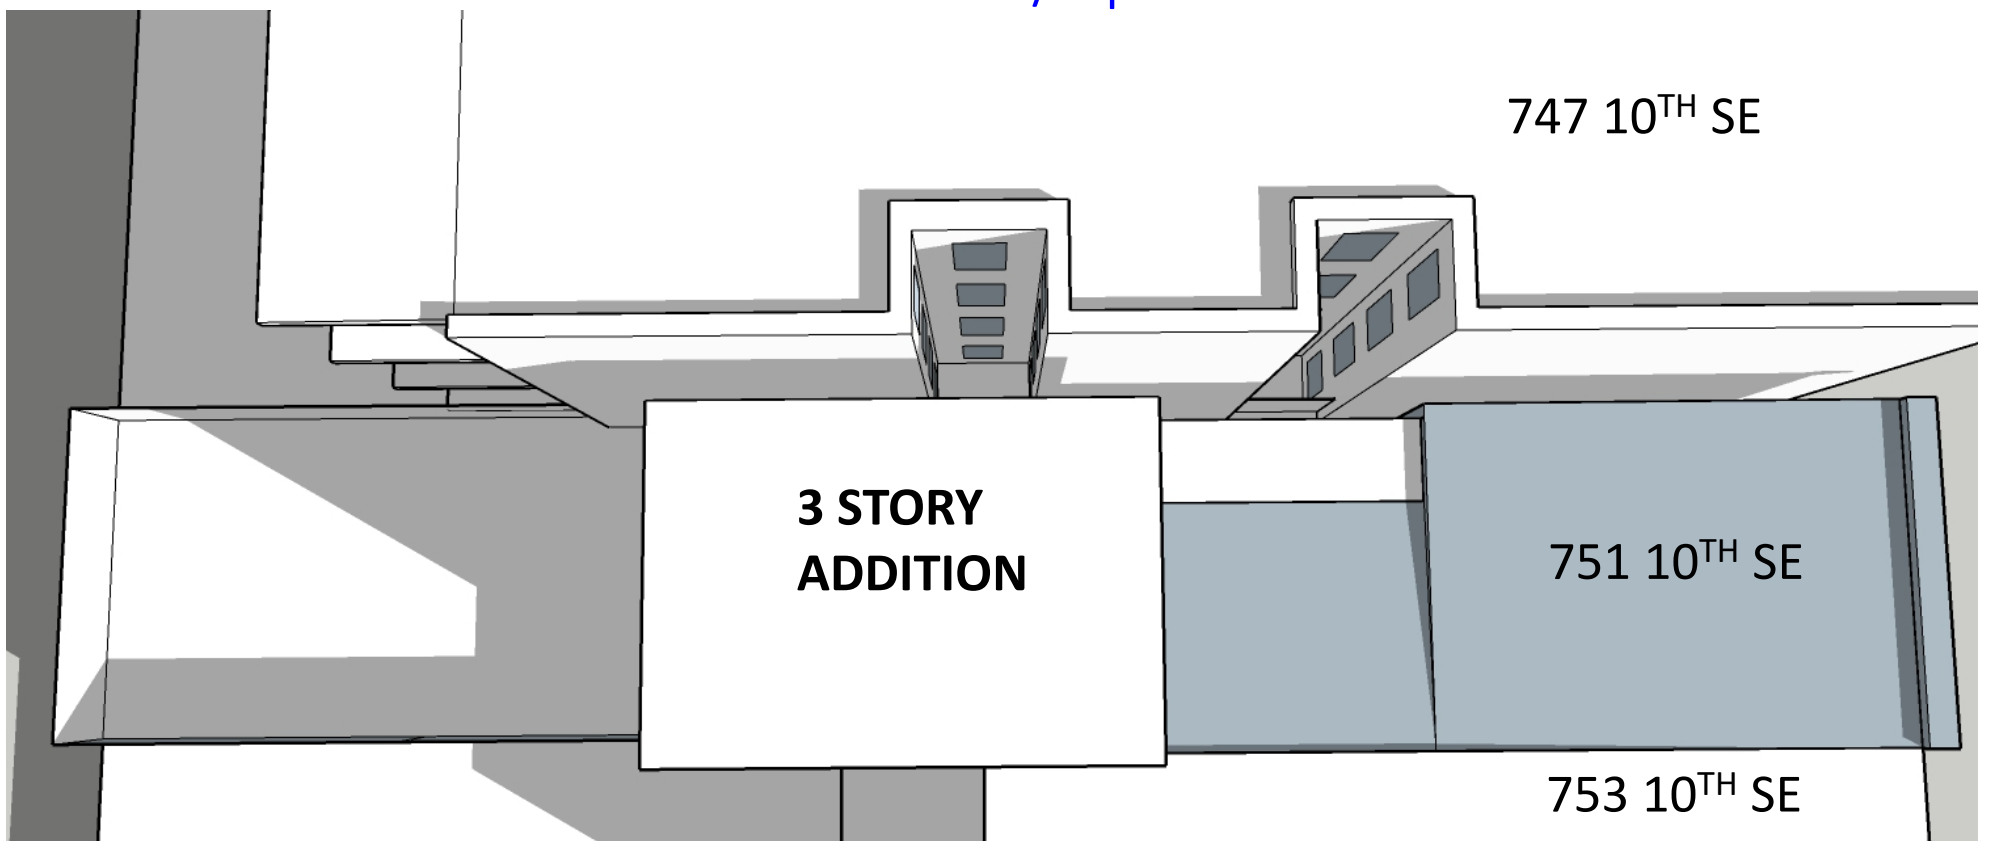 747 10TH SE
3 STORY
ADDITION
751 10TH SE
753 10TH SE